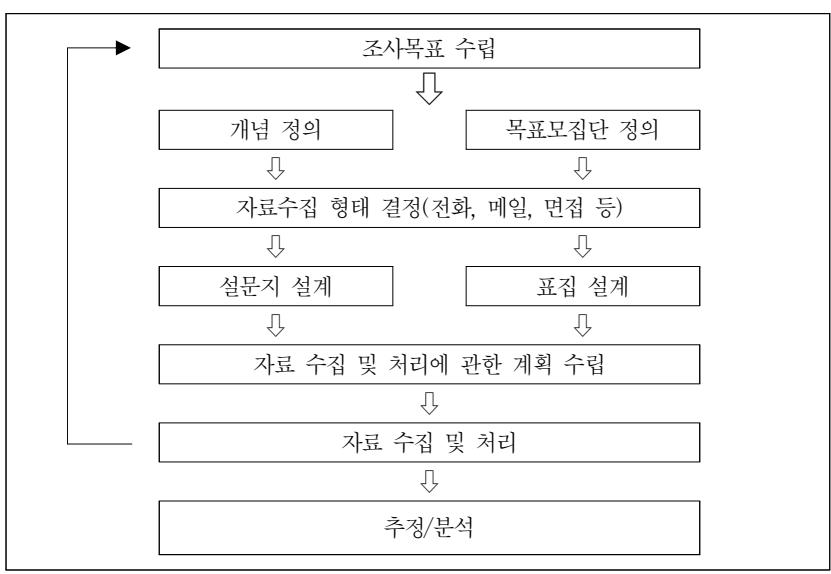 조사목표 수립
개념 정의
목표모집단 정의
자료수집 형태 결정(전화, 메일, 면접 등)
설문지 설계
표집 설계
자료 수집 및 처리에 관한 계획 수립
자료 수집 및 처리
추정/분석